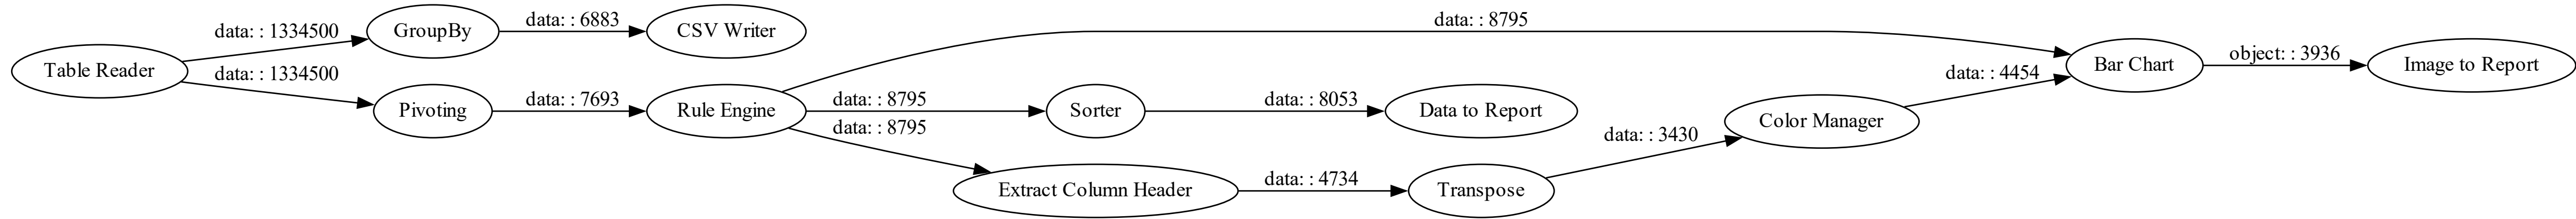 Table Reader
data: : 1334500
data: : 1334500
GroupBy
Pivoting
data: : 6883
data: : 7693
CSV Writer
Rule Engine
data: : 8795
data: : 8795
data: : 8795
Sorter
Extract Column Header
data: : 8053
data: : 4734
Data to Report
Transpose
data: : 3430
Color Manager
data: : 4454
Bar Chart
object: : 3936
Image to Report